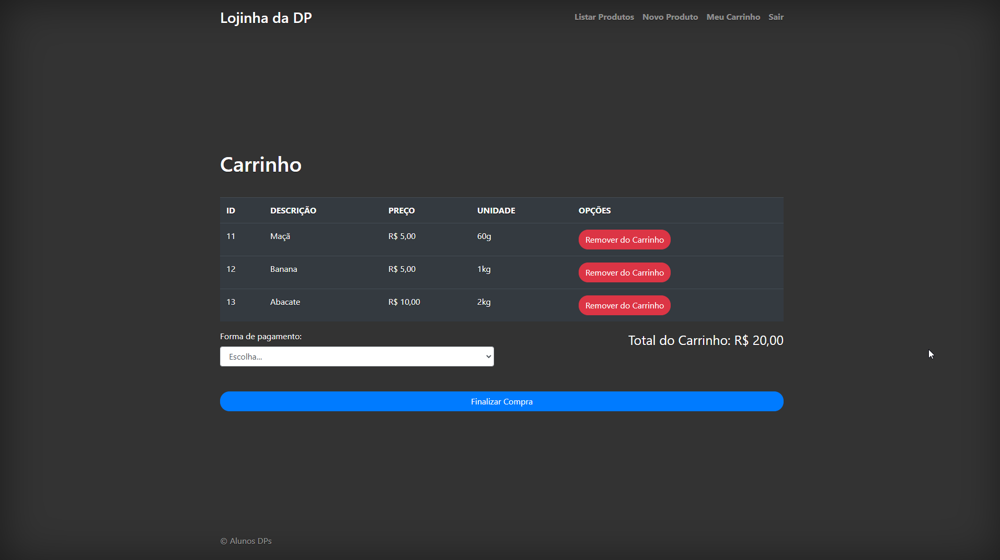 Lojinha da DP
Listar Produtos Novo Produto Meu Carrinho Sair
Carrinho
ID DESCRIÇÃO PREÇO UNIDADE OPÇÕES
11 Maçã R$ 5,00 60g Remover do Carrinho
12 Banana R$ 5,00 1kg Remover do Carrinho
13 Abacate R$ 10,00 2kg Remover do Carrinho
Forma de pagamento:
Total do Carrinho: R$ 20,00
Escolha...
Finalizar Compra
© Alunos DPs